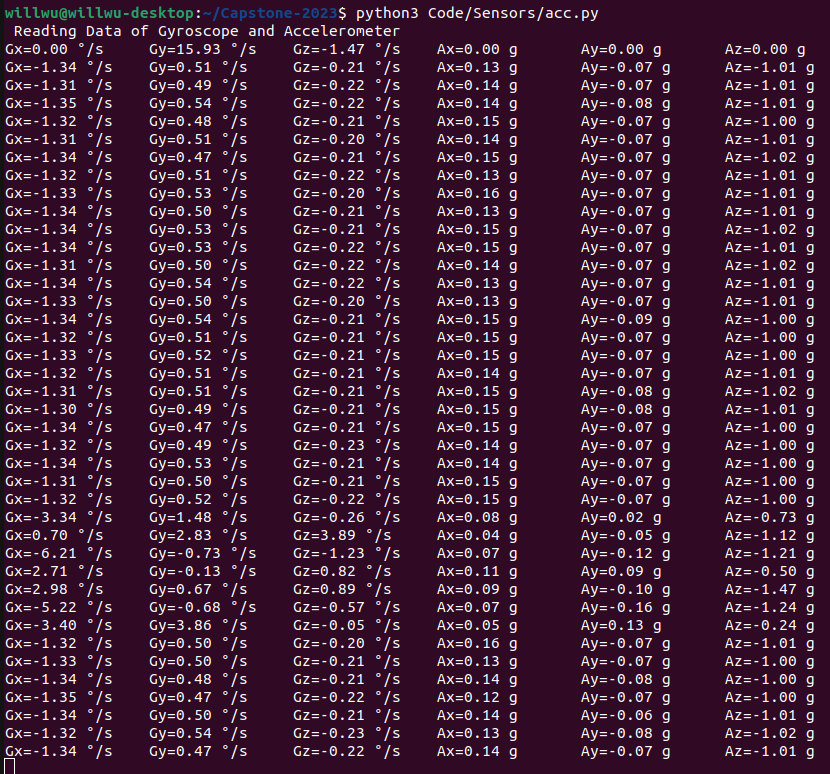 willwu@willwu-desktop:~/Capstone-2023$ python3 Code/Sensors/acc.py
 Reading Data of Gyroscope and Accelerometer
Gx=0.00 °/s Gy=15.93 °/s Gz=-1.47 °/s Ax=0.00 g Ay=0.00 g Az=0.00 g
Gx=-1.34 °/s Gy=0.51 °/s Gz=-0.21 °/s Ax=0.13 g Ay=-0.07 g Az=-1.01 g
Gx=-1.31 °/s Gy=0.49 °/s Gz=-0.22 °/s Ax=0.14 g Ay=-0.07 g Az=-1.01 g
Gx=-1.35 °/s Gy=0.54 °/s Gz=-0.22 °/s Ax=0.14 g Ay=-0.08 g Az=-1.01 g
Gx=-1.32 °/s Gy=0.48 °/s Gz=-0.21 °/s Ax=0.15 g Ay=-0.07 g Az=-1.00 g
Gx=-1.31 °/s Gy=0.51 °/s Gz=-0.20 °/s Ax=0.14 g Ay=-0.07 g Az=-1.01 g
Gx=-1.34 °/s Gy=0.47 °/s Gz=-0.21 °/s Ax=0.15 g Ay=-0.07 g Az=-1.02 g
Gx=-1.32 °/s Gy=0.51 °/s Gz=-0.22 °/s Ax=0.13 g Ay=-0.07 g Az=-1.01 g
Gx=-1.33 °/s Gy=0.53 °/s Gz=-0.20 °/s Ax=0.16 g Ay=-0.07 g Az=-1.01 g
Gx=-1.34 °/s Gy=0.50 °/s Gz=-0.21 °/s Ax=0.13 g Ay=-0.07 g Az=-1.01 g
Gx=-1.34 °/s Gy=0.53 °/s Gz=-0.21 °/s Ax=0.15 g Ay=-0.07 g Az=-1.02 g
Gx=-1.34 °/s Gy=0.53 °/s Gz=-0.22 °/s Ax=0.15 g Ay=-0.07 g Az=-1.01 g
Gx=-1.31 °/s Gy=0.50 °/s Gz=-0.22 °/s Ax=0.14 g Ay=-0.07 g Az=-1.02 g
Gx=-1.34 °/s Gy=0.54 °/s Gz=-0.22 °/s Ax=0.13 g Ay=-0.07 g Az=-1.01 g
Gx=-1.33 °/s Gy=0.50 °/s Gz=-0.20 °/s Ax=0.13 g Ay=-0.07 g Az=-1.01 g
Gx=-1.34 °/s Gy=0.54 °/s Gz=-0.21 °/s Ax=0.15 g Ay=-0.09 g Az=-1.00 g
Gx=-1.32 °/s Gy=0.51 °/s Gz=-0.21 °/s Ax=0.15 g Ay=-0.07 g Az=-1.00 g
Gx=-1.33 °/s Gy=0.52 °/s Gz=-0.21 °/s Ax=0.15 g Ay=-0.07 g Az=-1.00 g
Gx=-1.32 °/s Gy=0.51 °/s Gz=-0.21 °/s Ax=0.14 g Ay=-0.07 g Az=-1.01 g
Gx=-1.31 °/s Gy=0.51 °/s Gz=-0.21 °/s Ax=0.15 g Ay=-0.08 g Az=-1.02 g
Gx=-1.30 °/s Gy=0.49 °/s Gz=-0.21 °/s Ax=0.15 g Ay=-0.08 g Az=-1.01 g
Gx=-1.34 °/s Gy=0.47 °/s Gz=-0.21 °/s Ax=0.15 g Ay=-0.07 g Az=-1.00 g
Gx=-1.32 °/s Gy=0.49 °/s Gz=-0.23 °/s Ax=0.14 g Ay=-0.07 g Az=-1.00 g
Gx=-1.34 °/s Gy=0.53 °/s Gz=-0.21 °/s Ax=0.14 g Ay=-0.07 g Az=-1.00 g
Gx=-1.31 °/s Gy=0.50 °/s Gz=-0.21 °/s Ax=0.15 g Ay=-0.07 g Az=-1.00 g
Gx=-1.32 °/s Gy=0.52 °/s Gz=-0.22 °/s Ax=0.15 g Ay=-0.07 g Az=-1.00 g
Gx=-3.34 °/s Gy=1.48 °/s Gz=-0.26 °/s Ax=0.08 g Ay=0.02 g Az=-0.73 g
Gx=0.70 °/s Gy=2.83 °/s Gz=3.89 °/s Ax=0.04 g Ay=-0.05 g Az=-1.12 g
Gx=-6.21 °/s Gy=-0.73 °/s Gz=-1.23 °/s Ax=0.07 g Ay=-0.12 g Az=-1.21 g
Gx=2.71 °/s Gy=-0.13 °/s Gz=0.82 °/s Ax=0.11 g Ay=0.09 g Az=-0.50 g
Gx=2.98 °/s Gy=0.67 °/s Gz=0.89 °/s Ax=0.09 g Ay=-0.10 g Az=-1.47 g
Gx=-5.22 °/s Gy=-0.68 °/s Gz=-0.57 °/s Ax=0.07 g Ay=-0.16 g Az=-1.24 g
Gx=-3.40 °/s Gy=3.86 °/s Gz=-0.05 °/s Ax=0.05 g Ay=0.13 g Az=-0.24 g
Gx=-1.32 °/s Gy=0.50 °/s Gz=-0.20 °/s Ax=0.16 g Ay=-0.07 g Az=-1.01 g
Gx=-1.33 °/s Gy=0.50 °/s Gz=-0.21 °/s Ax=0.13 g Ay=-0.07 g Az=-1.00 g
Gx=-1.34 °/s Gy=0.48 °/s Gz=-0.21 °/s Ax=0.14 g Ay=-0.08 g Az=-1.00 g
Gx=-1.35 °/s Gy=0.47 °/s Gz=-0.22 °/s Ax=0.12 g Ay=-0.07 g Az=-1.00 g
Gx=-1.34 °/s Gy=0.50 °/s Gz=-0.21 °/s Ax=0.14 g Ay=-0.06 g Az=-1.01 g
Gx=-1.32 °/s Gy=0.54 °/s Gz=-0.23 °/s Ax=0.13 g Ay=-0.08 g Az=-1.02 g
Gx=-1.34 °/s Gy=0.47 °/s Gz=-0.22 °/s Ax=0.14 g Ay=-0.07 g Az=-1.01 g